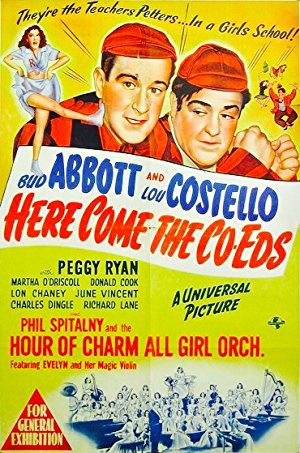 They're the Teachers Petters... In a Girls School!
BUD ABBOTT AND LOU COSTELLO
HERE COME THE CO-EDS
with PEGGY RYAN
MARTHA O'DRISCOLL DONALD COOK
LON CHANEY JUNE VINCENT
CHARLES DINGLE RICHARD LANE
AND
PHIL SPITALNY and the
HOUR OF CHARM ALL GIRL ORCH.
Featuring EVELYN and Her Magic Violin
A UNIVERSAL
PICTURE
FOR
GENERAL
EXHIBITION